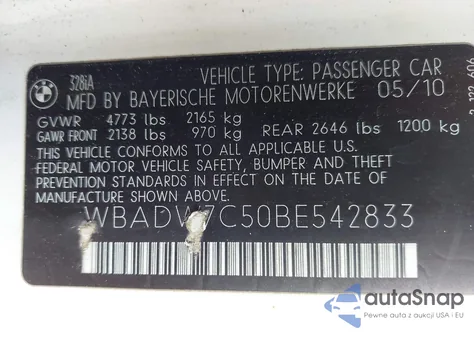 BMW
328iA
VEHICLE TYPE: PASSENGER CAR
MFD BY BAYERISCHE MOTORENWERKE 05/10
GVWR 4773 lbs 2165 kg
GAWR FRONT 2138 lbs 970 kg REAR 2646 lbs 1200 kg
THIS VEHICLE CONFORMS TO ALL APPLICABLE
FEDERAL MOTOR VEHICLE SAFETY, BUMPER AND THEFT
PREVENTION STANDARDS IN EFFECT ON THE DATE OF
MANUFACTURE SHOWN ABOVE.
WBADW7C50BE542833
autoSnap
Pewne auta z aukcji USA i EU